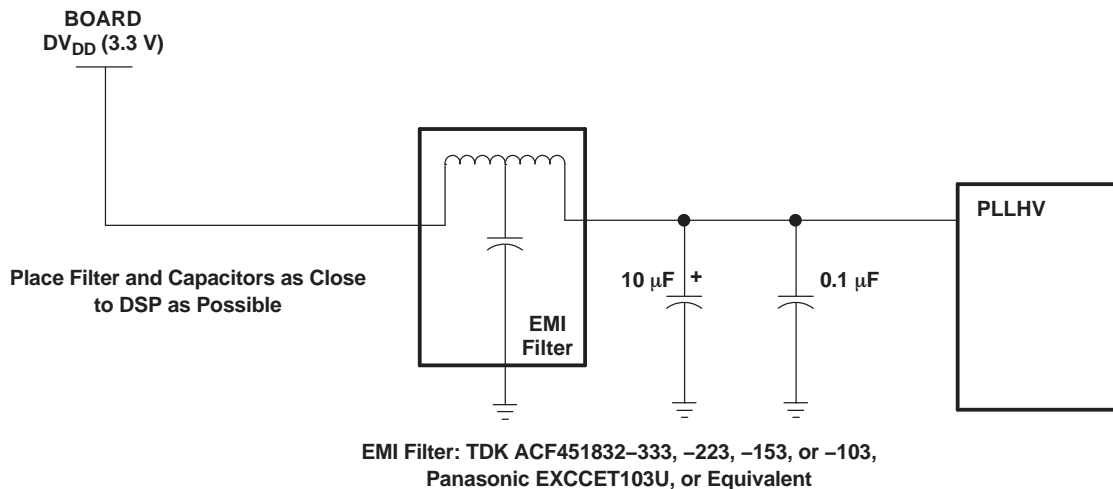 BOARD
DVDD (3.3 V)
PLLHV
Place Filter and Capacitors as Close
to DSP as Possible
10 μF +
0.1 μF
EMI
Filter
EMI Filter: TDK ACF451832–333, –223, –153, or –103,
Panasonic EXCCET103U, or Equivalent